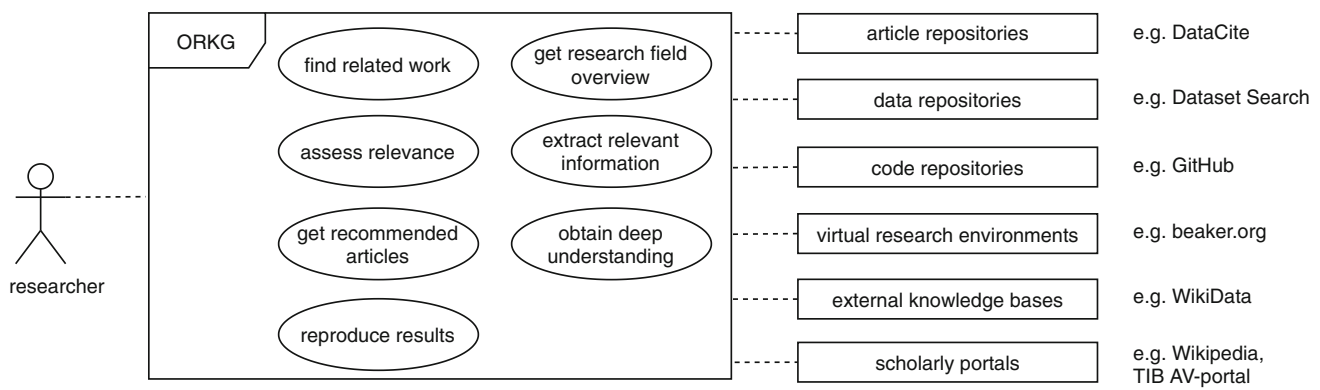 ORKG
find related work
get research field
overview
assess relevance
extract relevant
information
get recommended
articles
obtain deep
understanding
reproduce results
researcher
article repositories
e.g. DataCite
data repositories
e.g. Dataset Search
code repositories
e.g. GitHub
virtual research environments
e.g. beaker.org
external knowledge bases
e.g. WikiData
scholarly portals
e.g. Wikipedia,
TIB AV-portal